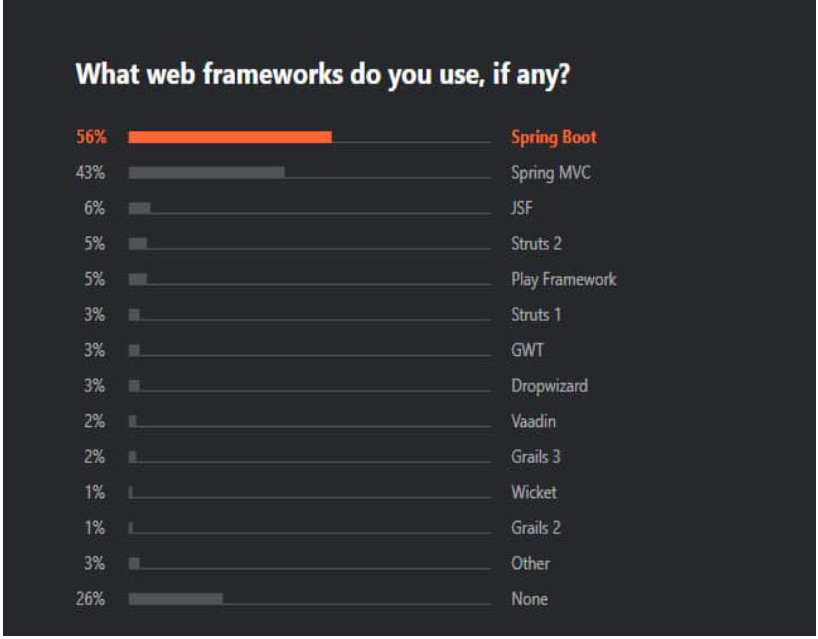 What web frameworks do you use, if any?
56% Spring Boot
43% Spring MVC
6% JSF
5% Struts 2
5% Play Framework
3% Struts 1
3% GWT
3% Dropwizard
2% Vaadin
2% Grails 3
1% Wicket
1% Grails 2
3% Other
26% None